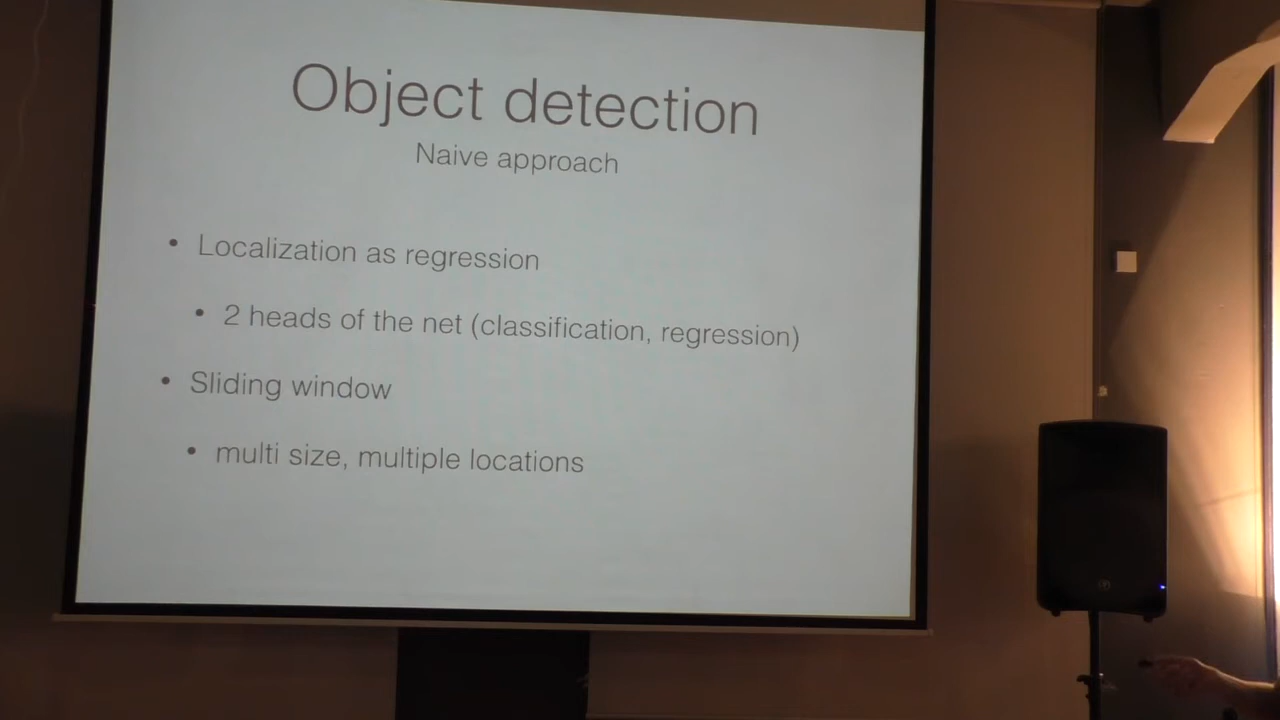 Object detection
Naive approach
• Localization as regression
• 2 heads of the net (classification, regression)
• Sliding window
• multi size, multiple locations